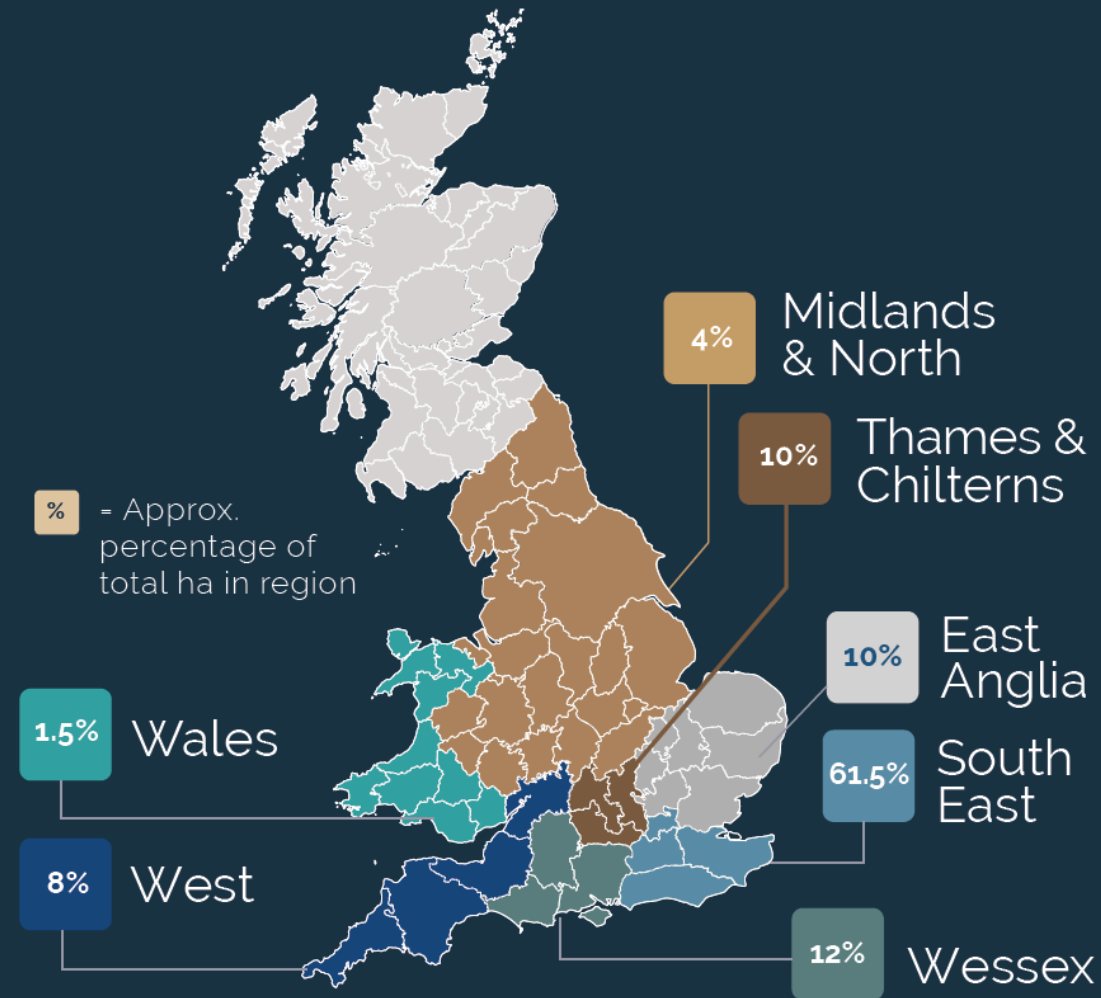 4%
Midlands
& North
10%
Thames &
Chilterns
%
= Approx.
percentage of
total ha in region
10%
East
Anglia
1.5%
Wales
61.5%
South
East
8%
West
12%
Wessex